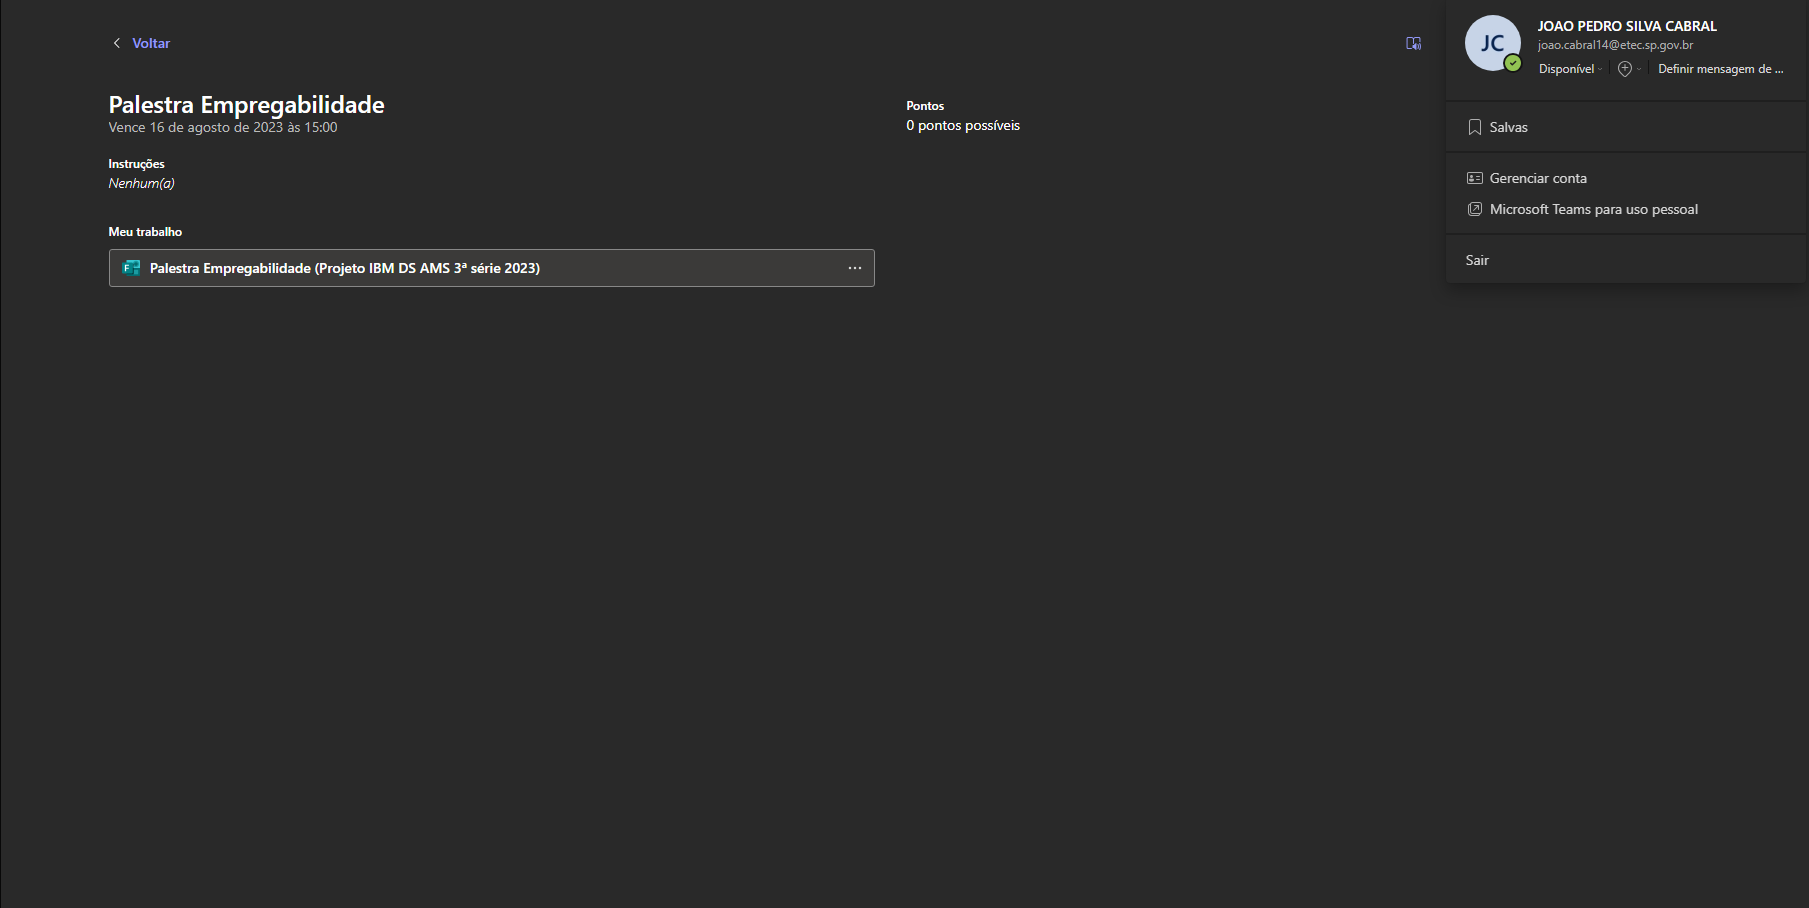 Voltar
Palestra Empregabilidade
Vence 16 de agosto de 2023 às 15:00
Instruções
Nenhum(a)
Meu trabalho
Palestra Empregabilidade (Projeto IBM DS AMS 3ª série 2023)
Pontos
0 pontos possíveis
JC
JOAO PEDRO SILVA CABRAL
joao.cabral14@etec.sp.gov.br
Disponível
Definir mensagem de ...
Salvas
Gerenciar conta
Microsoft Teams para uso pessoal
Sair